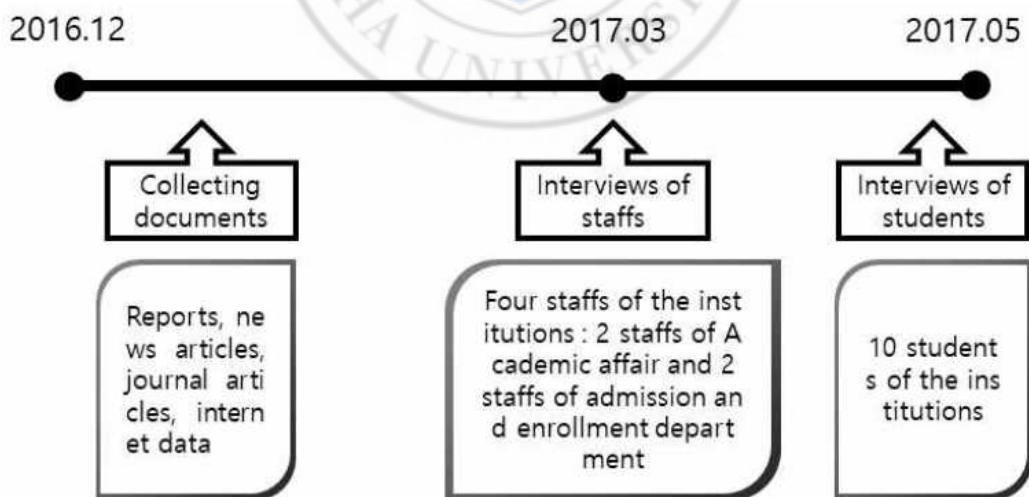 2016.12
2017.03
2017.05
HA UNIVER
Collecting
documents
Interviews of
staffs
Interviews of
students
Reports, ne
ws articles,
journal arti
cles, intern
et data
Four staffs of the inst
itutions : 2 staffs of A
cademic affair and 2
staffs of admission an
d enrollment depart
ment
10 student
s of the ins
titutions